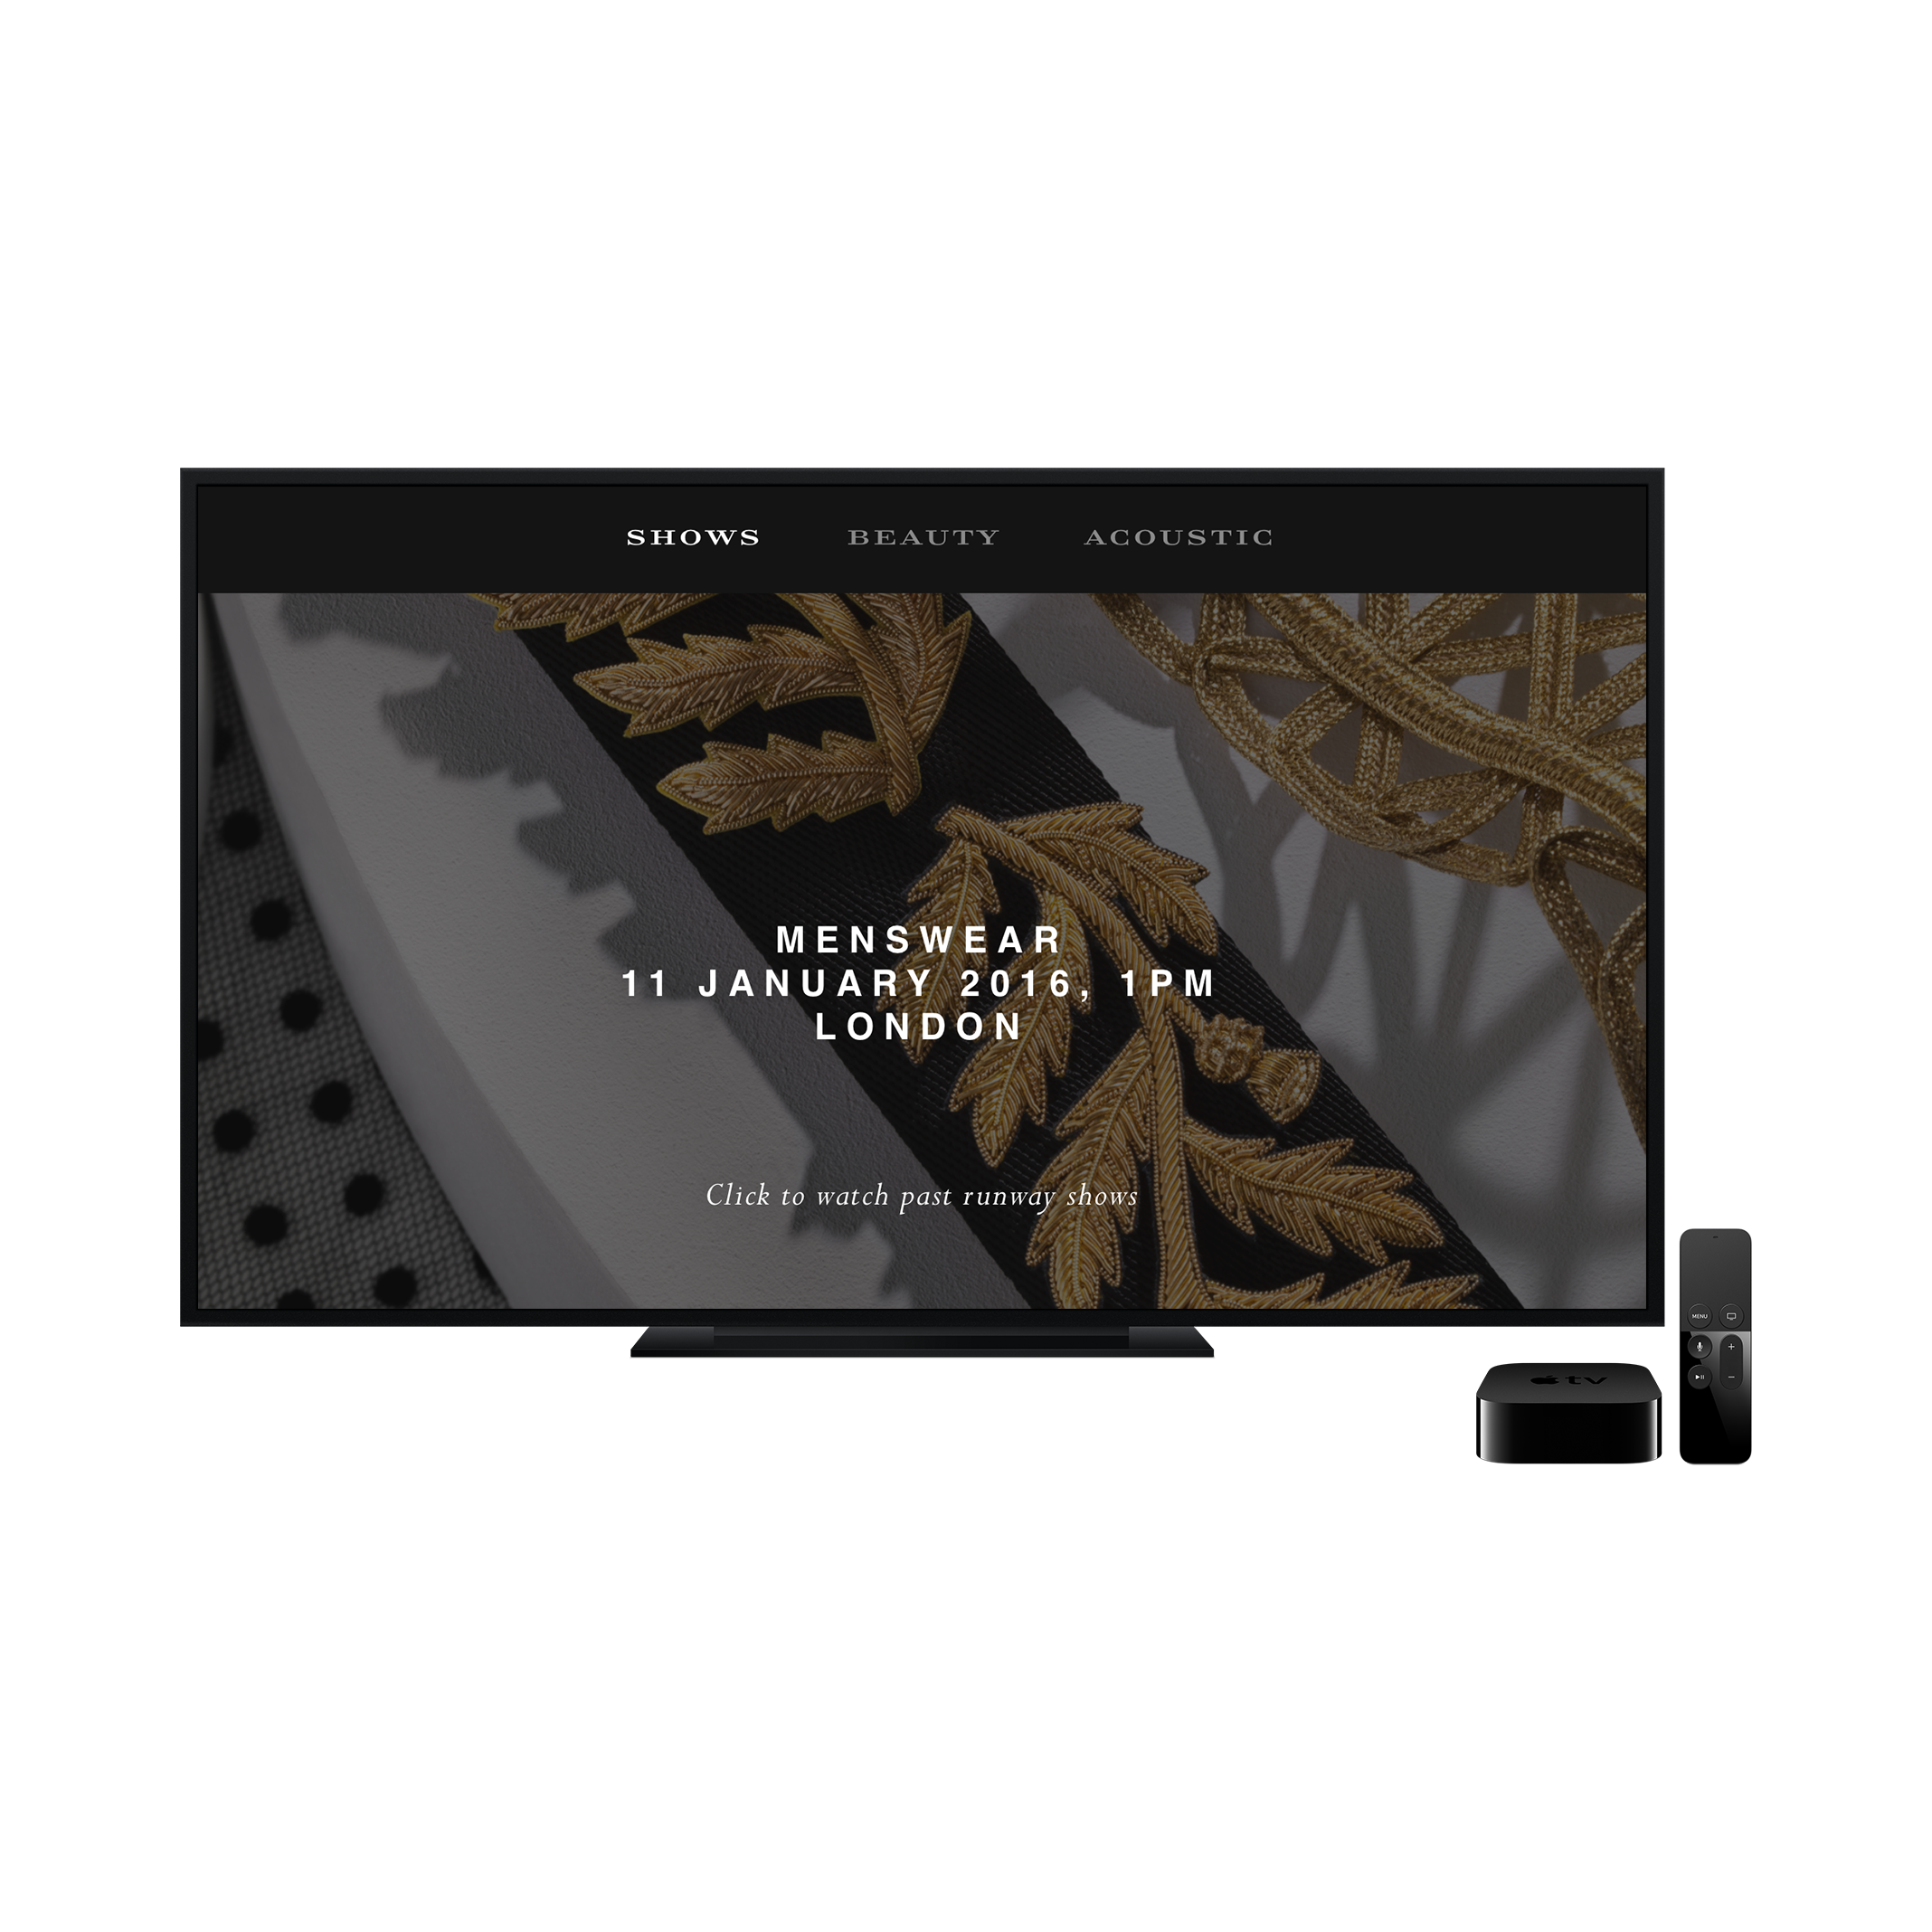 SHOWS BEAUTY ACOUSTIC
MENSWEAR
11 JANUARY 2016, 1PM
LONDON
Click to watch past runway shows
MENU
tv